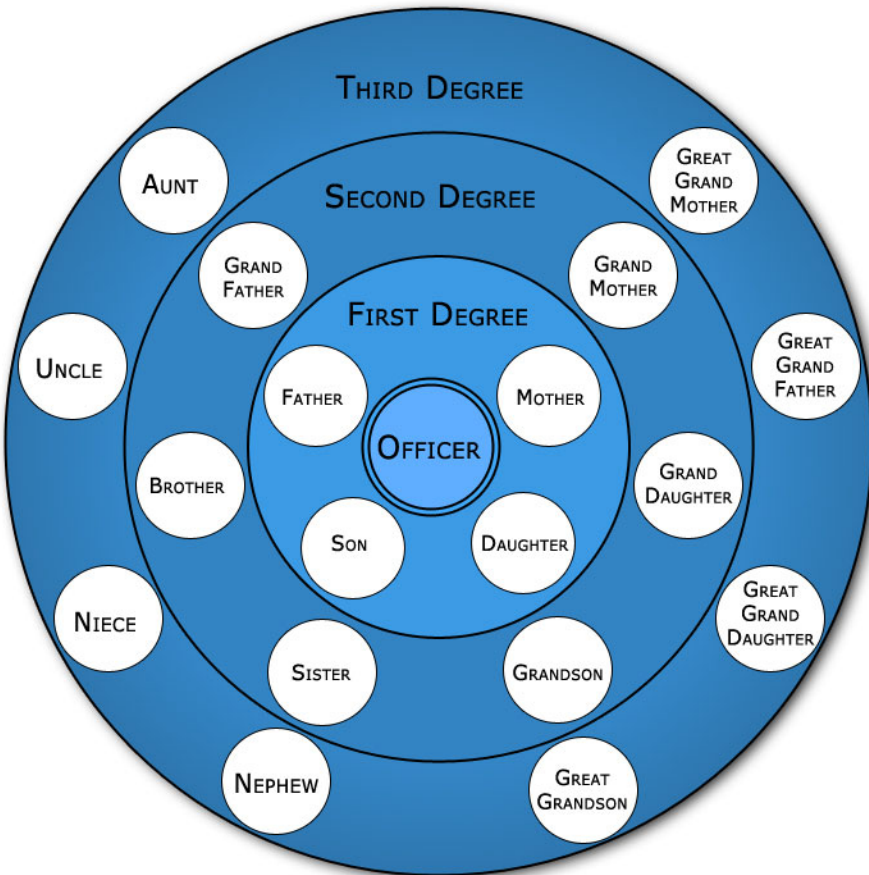 Third Degree
Aunt
Great
Grand
Mother
Second Degree
Grand
Father
Grand
Mother
First Degree
Uncle
Great
Grand
Father
Father
Mother
Officer
Brother
Grand
Daughter
Son
Daughter
Niece
Great
Grand
Daughter
Sister
Grandson
Nephew
Great
Grandson